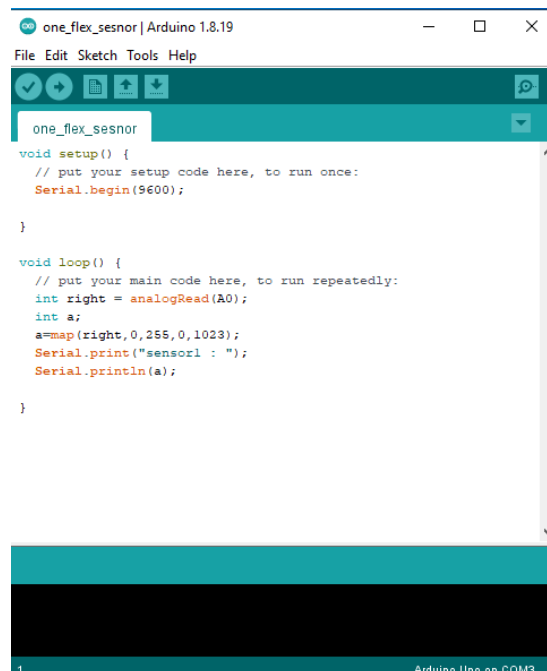 one_flex_sesnor | Arduino 1.8.19
File Edit Sketch Tools Help
one_flex_sesnor
void setup() {
// put your setup code here, to run once:
Serial.begin(9600);
}
void loop() {
// put your main code here, to run repeatedly:
int right = analogRead(A0);
int a;
a=map(right,0,255,0,1023);
Serial.print("sensor1 : ");
Serial.println(a);
}
1
Arduino Uno on COM3